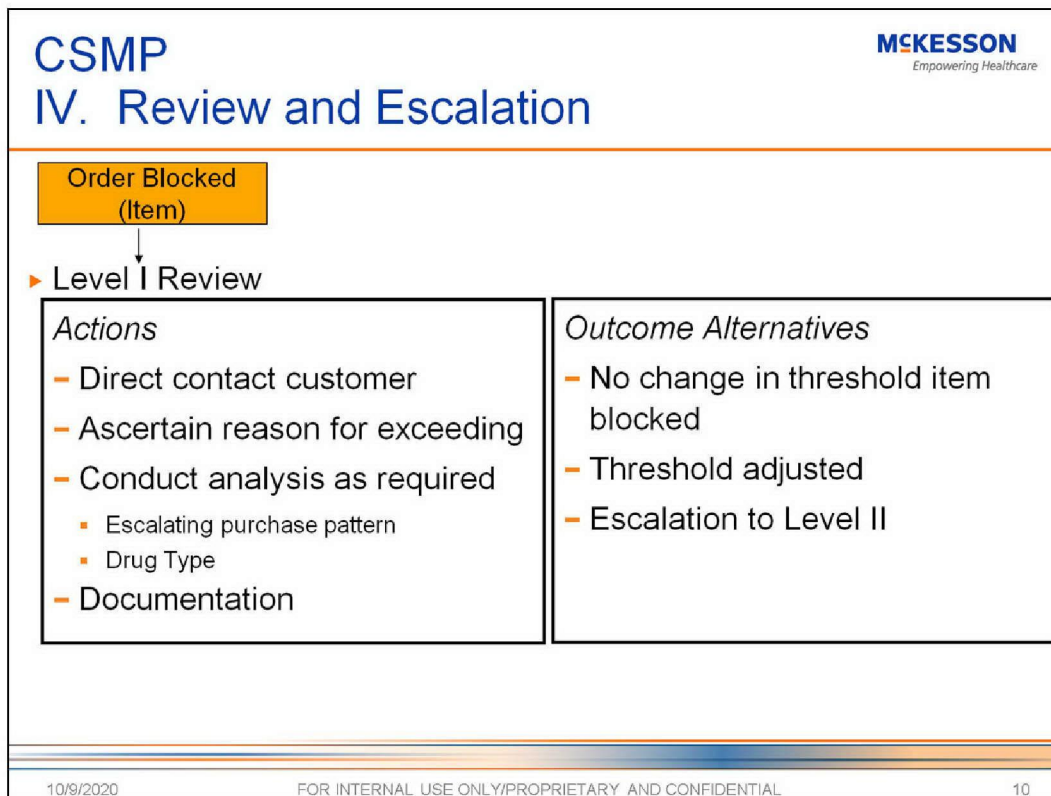 CSMP
IV. Review and Escalation
MCKESSON
Empowering Healthcare
Order Blocked
(Item)
▸ Level I Review
Actions
– Direct contact customer
– Ascertain reason for exceeding
– Conduct analysis as required
▪ Escalating purchase pattern
▪ Drug Type
– Documentation
Outcome Alternatives
– No change in threshold item
blocked
– Threshold adjusted
– Escalation to Level II
10/9/2020
FOR INTERNAL USE ONLY/PROPRIETARY AND CONFIDENTIAL
10